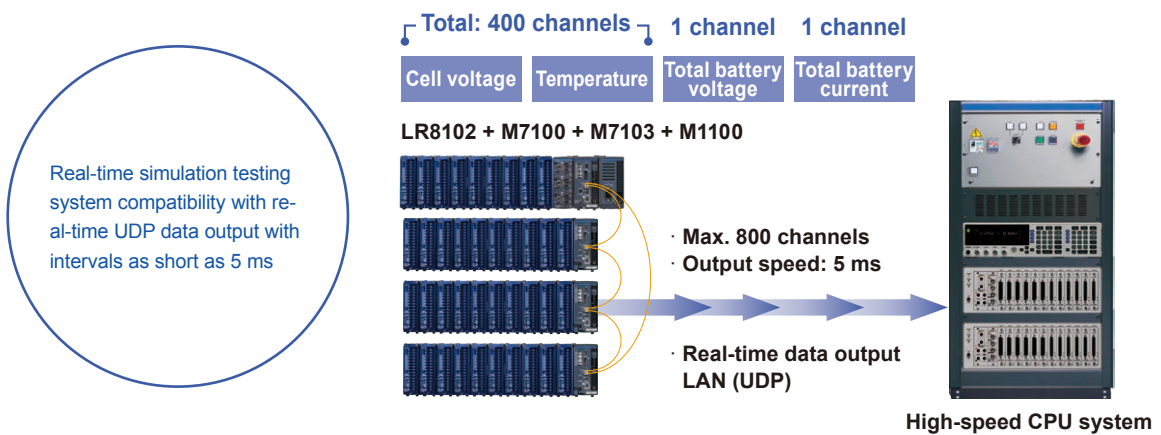 Total: 400 channels
1 channel
1 channel
Cell voltage
Temperature
Total battery
voltage
Total battery
current
LR8102 + M7100 + M7103 + M1100
Real-time simulation testing
system compatibility with re-
al-time UDP data output with
intervals as short as 5 ms
· Max. 800 channels
· Output speed: 5 ms
· Real-time data output
LAN (UDP)
High-speed CPU system